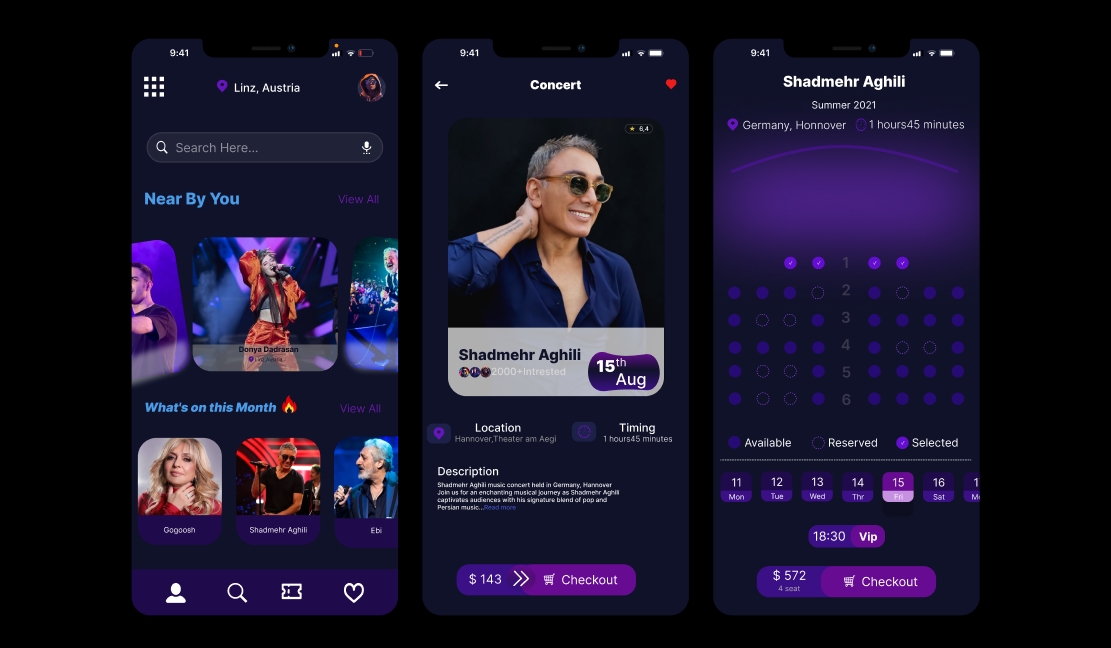 9:41
Linz, Austria
Search Here...
Near By You
View All
Donya Dadrasan
What's on this Month
View All
Gogoosh
Shadmehr Aghili
Ebi
9:41
Concert
6,4
Shadmehr Aghili
2000+Intrested
15th
Aug
Location
Hannover,Theater am Aegi
Timing
1 hours45 minutes
Description
Shadmehr Aghili music concert held in Germany, Hannover
Join us for an enchanting musical journey as Shadmehr Aghili
captivates audiences with his signature blend of pop and
Persian music...Read more
$ 143
Checkout
9:41
Shadmehr Aghili
Summer 2021
Germany, Honnover
1 hours45 minutes
1
2
3
4
5
6
Available
Reserved
Selected
11 12 13 14 15 16 1
Mon Tue Wed Thr Fri Sat M
18:30 Vip
$ 572
4 seat
Checkout